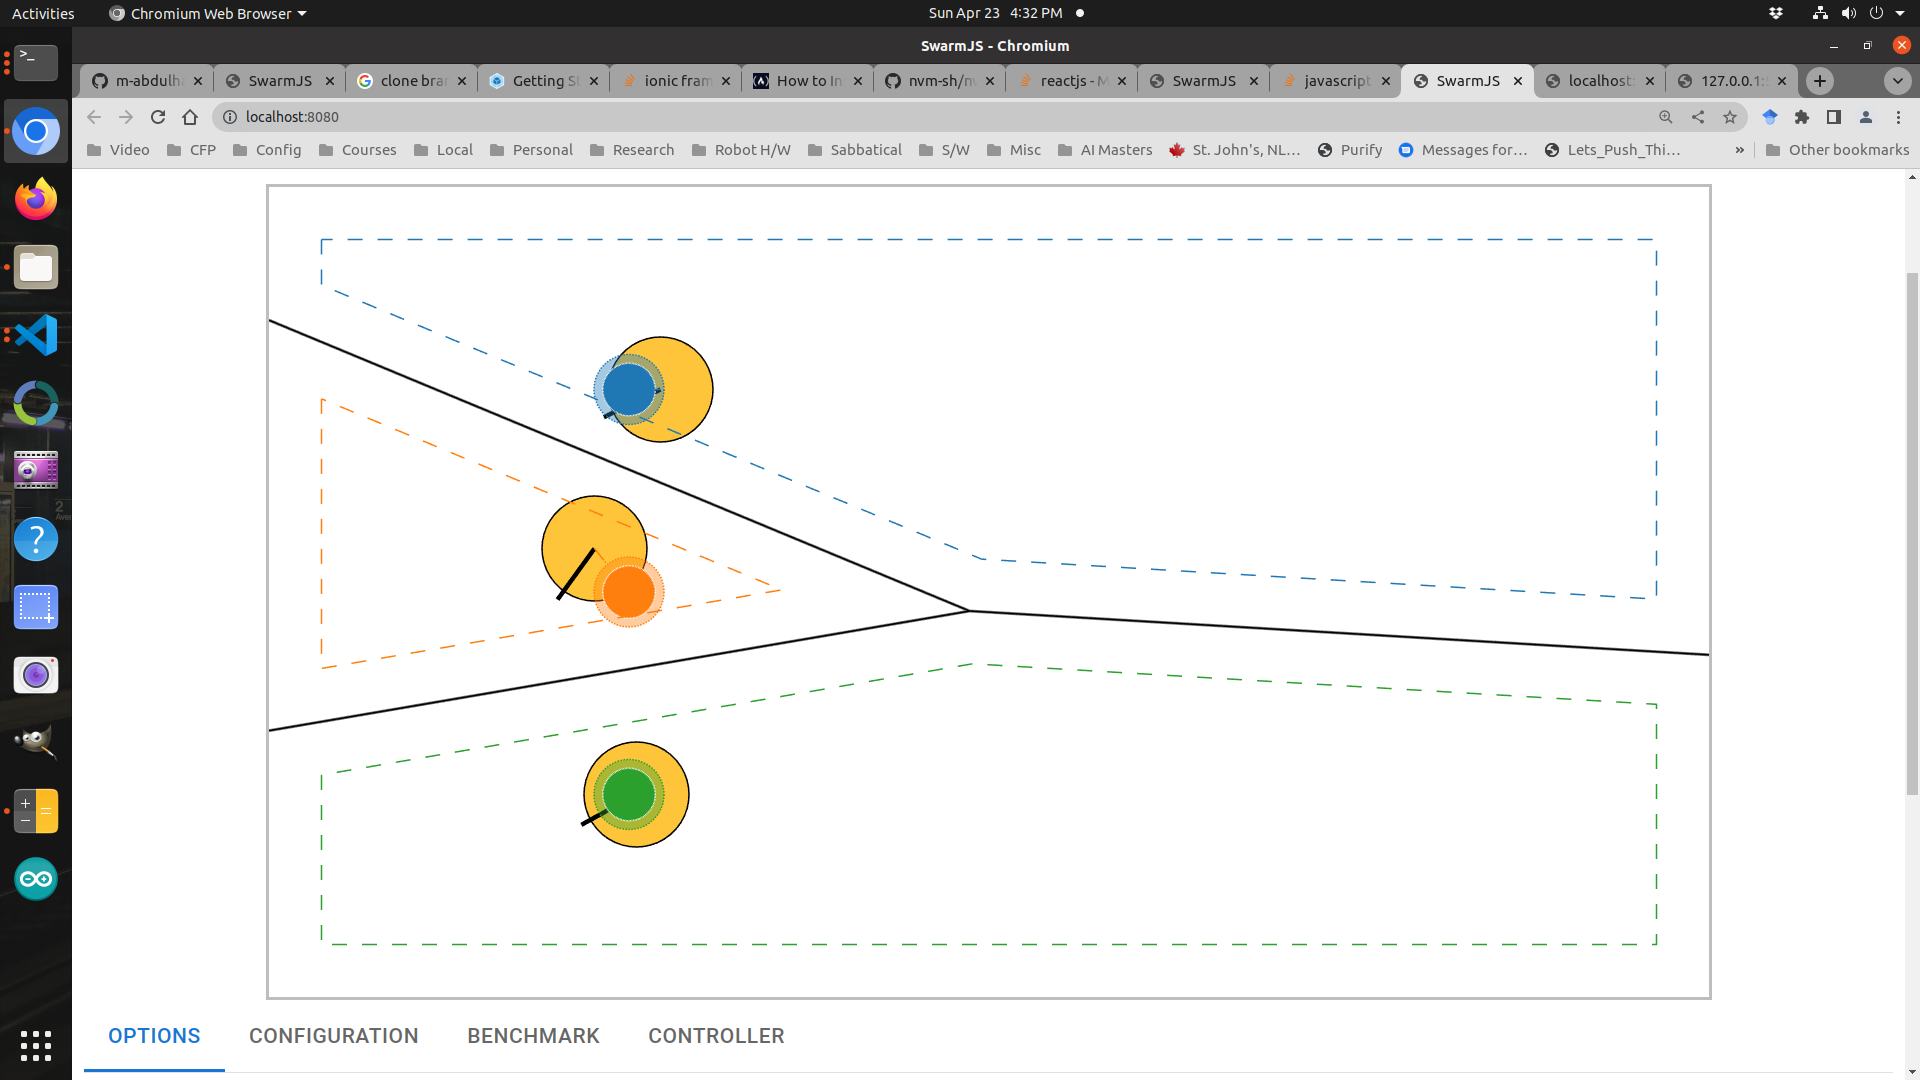 Activities
Chromium Web Browser
Sun Apr 23 4:32 PM
SwarmJS - Chromium
m-abdulha
SwarmJS
clone bran
Getting St
ionic fram
How to In
nvm-sh/nv
reactjs - M
SwarmJS
javascript
SwarmJS
localhost:
127.0.0.1:
localhost:8080
Video
CFP
Config
Courses
Local
Personal
Research
Robot H/W
Sabbatical
S/W
Misc
AI Masters
St. John's, NL...
Purify
Messages for...
Lets_Push_Thi...
»
Other bookmarks
OPTIONS
CONFIGURATION
BENCHMARK
CONTROLLER